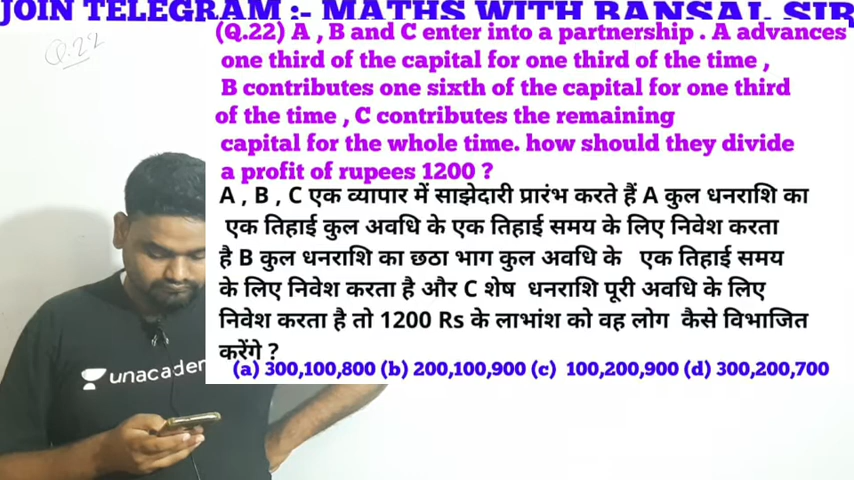 JOIN TELEGRAM :- MATHS WITH BANSAL SIR
Q.22
(Q.22) A , B and C enter into a partnership . A advances
one third of the capital for one third of the time ,
B contributes one sixth of the capital for one third
of the time , C contributes the remaining
capital for the whole time. how should they divide
a profit of rupees 1200 ?
A , B , C एक व्यापार में साझेदारी प्रारंभ करते हैं A कुल धनराशि का
एक तिहाई कुल अवधि के एक तिहाई समय के लिए निवेश करता
है B कुल धनराशि का छठा भाग कुल अवधि के एक तिहाई समय
के लिए निवेश करता है और C शेष धनराशि पूरी अवधि के लिए
निवेश करता है तो 1200 Rs के लाभांश को वह लोग कैसे विभाजित
करेंगे ?
(a) 300,100,800 (b) 200,100,900 (c) 100,200,900 (d) 300,200,700
unacadem